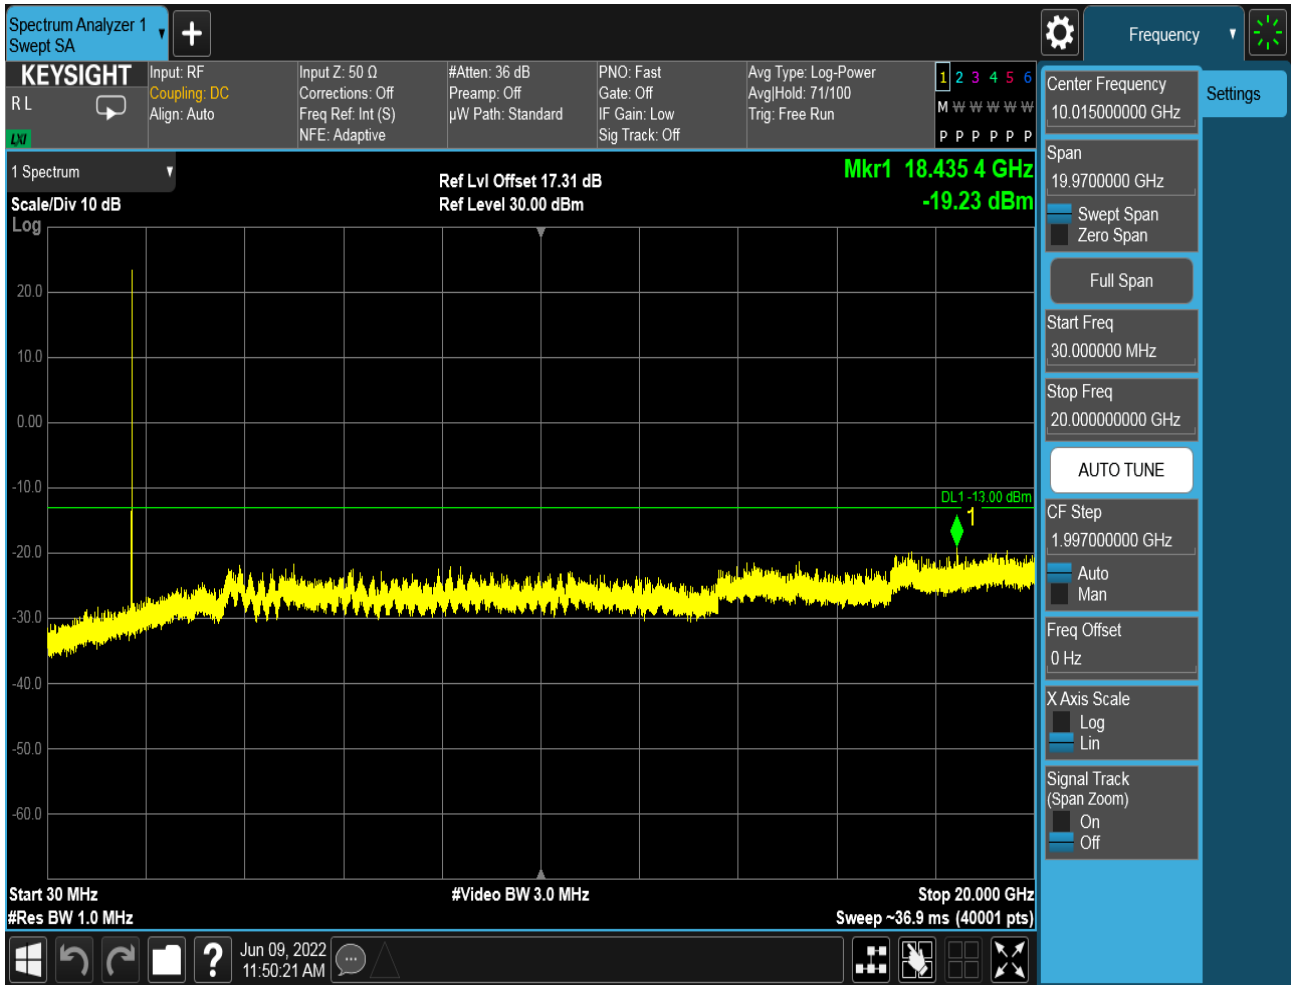 Spectrum Analyzer 1
Swept SA
Frequency
KEYSIGHT
R L
LXI
Input: RF
Coupling: DC
Align: Auto
Input Z: 50 Ω
Corrections: Off
Freq Ref: Int (S)
NFE: Adaptive
#Atten: 36 dB
Preamp: Off
µW Path: Standard
PNO: Fast
Gate: Off
IF Gain: Low
Sig Track: Off
Avg Type: Log-Power
Avg|Hold: 71/100
Trig: Free Run
1 2 3 4 5 6
M W W W W W
P P P P P P
1 Spectrum
Scale/Div 10 dB
Log
Ref Lvl Offset 17.31 dB
Ref Level 30.00 dBm
Mkr1 18.435 4 GHz
-19.23 dBm
20.0
10.0
0.00
-10.0
-20.0
-30.0
-40.0
-50.0
-60.0
DL1 -13.00 dBm
1
Start 30 MHz
#Res BW 1.0 MHz
#Video BW 3.0 MHz
Stop 20.000 GHz
Sweep ~36.9 ms (40001 pts)
Jun 09, 2022
11:50:21 AM
Center Frequency
10.015000000 GHz
Settings
Span
19.9700000 GHz
Swept Span
Zero Span
Full Span
Start Freq
30.000000 MHz
Stop Freq
20.000000000 GHz
AUTO TUNE
CF Step
1.997000000 GHz
Auto
Man
Freq Offset
0 Hz
X Axis Scale
Log
Lin
Signal Track
(Span Zoom)
On
Off